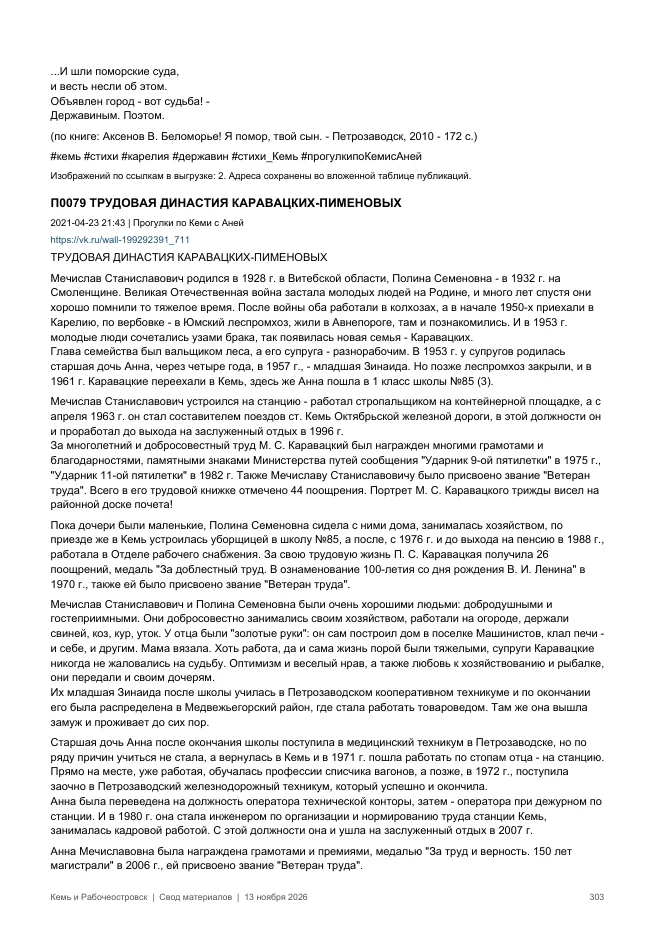 ...И шли поморские суда,
и весть несли об этом.
Объявлен город - вот судьба! -
Державиным. Поэтом.
(по книге: Аксенов В. Беломорье! Я помор, твой сын. - Петрозаводск, 2010 - 172 с.)
#кемь #стихи #карелия #державин #стихи_Кемь #прогулкипоКемисАней
Изображений по ссылкам в выгрузке: 2. Адреса сохранены во вложенной таблице публикаций.
П0079 ТРУДОВАЯ ДИНАСТИЯ КАРАВАЦКИХ-ПИМЕНОВЫХ
2021-04-23 21:43 | Прогулки по Кеми с Аней
https://vk.ru/wall-199292391_711
ТРУДОВАЯ ДИНАСТИЯ КАРАВАЦКИХ-ПИМЕНОВЫХ
Мечислав Станиславович родился в 1928 г. в Витебской области, Полина Семеновна - в 1932 г. на
Смоленщине. Великая Отечественная война застала молодых людей на Родине, и много лет спустя они
хорошо помнили то тяжелое время. После войны оба работали в колхозах, а в начале 1950-х приехали в
Карелию, по вербовке - в Юмский леспромхоз, жили в Авнепороге, там и познакомились. И в 1953 г.
молодые люди сочетались узами брака, так появилась новая семья - Каравацких.
Глава семейства был вальщиком леса, а его супруга - разнорабочим. В 1953 г. у супругов родилась
старшая дочь Анна, через четыре года, в 1957 г., - младшая Зинаида. Но позже леспромхоз закрыли, и в
1961 г. Каравацкие переехали в Кемь, здесь же Анна пошла в 1 класс школы №85 (3).
Мечислав Станиславович устроился на станцию - работал стропальщиком на контейнерной площадке, а с
апреля 1963 г. он стал составителем поездов ст. Кемь Октябрьской железной дороги, в этой должности он
и проработал до выхода на заслуженный отдых в 1996 г.
За многолетний и добросовестный труд М. С. Каравацкий был награжден многими грамотами и
благодарностями, памятными знаками Министерства путей сообщения "Ударник 9-ой пятилетки" в 1975 г.,
"Ударник 11-ой пятилетки" в 1982 г. Также Мечиславу Станиславовичу было присвоено звание "Ветеран
труда". Всего в его трудовой книжке отмечено 44 поощрения. Портрет М. С. Каравацкого трижды висел на
районной доске почета!
Пока дочери были маленькие, Полина Семеновна сидела с ними дома, занималась хозяйством, по
приезде же в Кемь устроилась уборщицей в школу №85, а после, с 1976 г. и до выхода на пенсию в 1988 г.,
работала в Отделе рабочего снабжения. За свою трудовую жизнь П. С. Каравацкая получила 26
поощрений, медаль "За доблестный труд. В ознаменование 100-летия со дня рождения В. И. Ленина" в
1970 г., также ей было присвоено звание "Ветеран труда".
Мечислав Станиславович и Полина Семеновна были очень хорошими людьми: добродушными и
гостеприимными. Они добросовестно занимались своим хозяйством, работали на огороде, держали
свиней, коз, кур, уток. У отца были "золотые руки": он сам построил дом в поселке Машинистов, клал печи -
и себе, и другим. Мама вязала. Хоть работа, да и сама жизнь порой были тяжелыми, супруги Каравацкие
никогда не жаловались на судьбу. Оптимизм и веселый нрав, а также любовь к хозяйствованию и рыбалке,
они передали и своим дочерям.
Их младшая Зинаида после школы училась в Петрозаводском кооперативном техникуме и по окончании
его была распределена в Медвежьегорский район, где стала работать товароведом. Там же она вышла
замуж и проживает до сих пор.
Старшая дочь Анна после окончания школы поступила в медицинский техникум в Петрозаводске, но по
ряду причин учиться не стала, а вернулась в Кемь и в 1971 г. пошла работать по стопам отца - на станцию.
Прямо на месте, уже работая, обучалась профессии списчика вагонов, а позже, в 1972 г., поступила
заочно в Петрозаводский железнодорожный техникум, который успешно и окончила.
Анна была переведена на должность оператора технической конторы, затем - оператора при дежурном по
станции. И в 1980 г. она стала инженером по организации и нормированию труда станции Кемь,
занималась кадровой работой. С этой должности она и ушла на заслуженный отдых в 2007 г.
Анна Мечиславовна была награждена грамотами и премиями, медалью "За труд и верность. 150 лет
магистрали" в 2006 г., ей присвоено звание "Ветеран труда".
Кемь и Рабочеостровск | Свод материалов | 13 ноября 2026
303